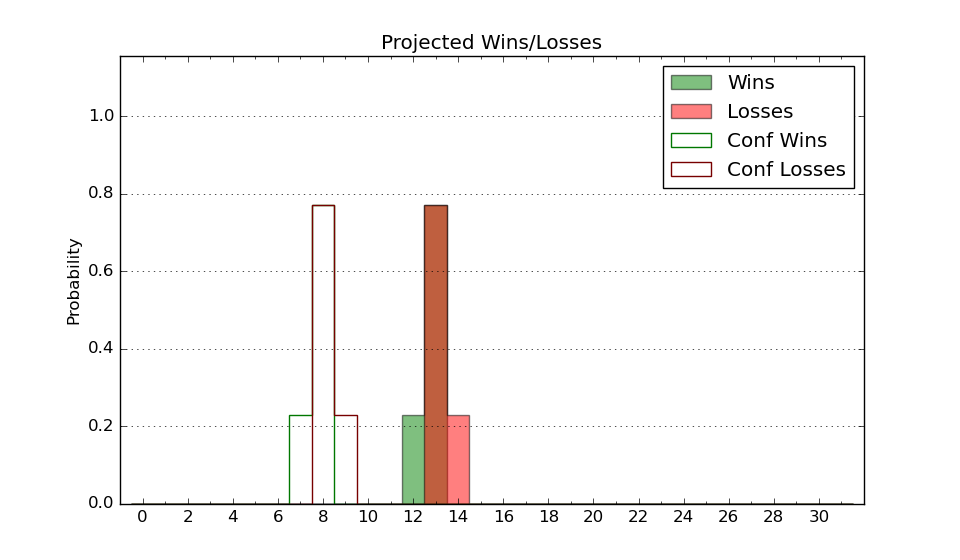 Projected Wins/Losses
Wins
Losses
Conf Wins
Conf Losses
Probability
1.0
0.8
0.6
0.4
0.2
0.0
0 2 4 6 8 10 12 14 16 18 20 22 24 26 28 30